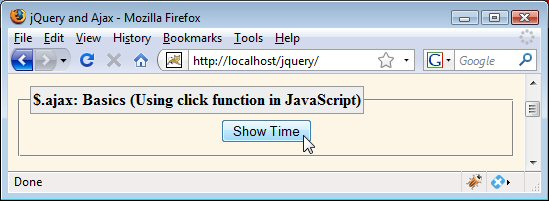 jQuery and Ajax - Mozilla Firefox
File Edit View History Bookmarks Tools Help
http://localhost/jquery/ G Google
$.ajax: Basics (Using click function in JavaScript)
Show Time
Done